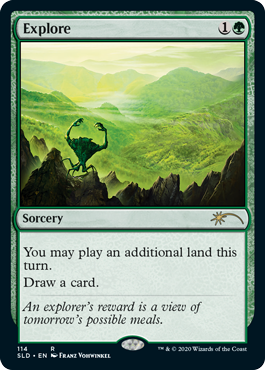 Explore 1
Sorcery
You may play an additional land this
turn.
Draw a card.
An explorer's reward is a view of
tomorrow's possible meals.
114 R
SLD • EN Franz Vohwinkel ™ & © 2020 Wizards of the Coast